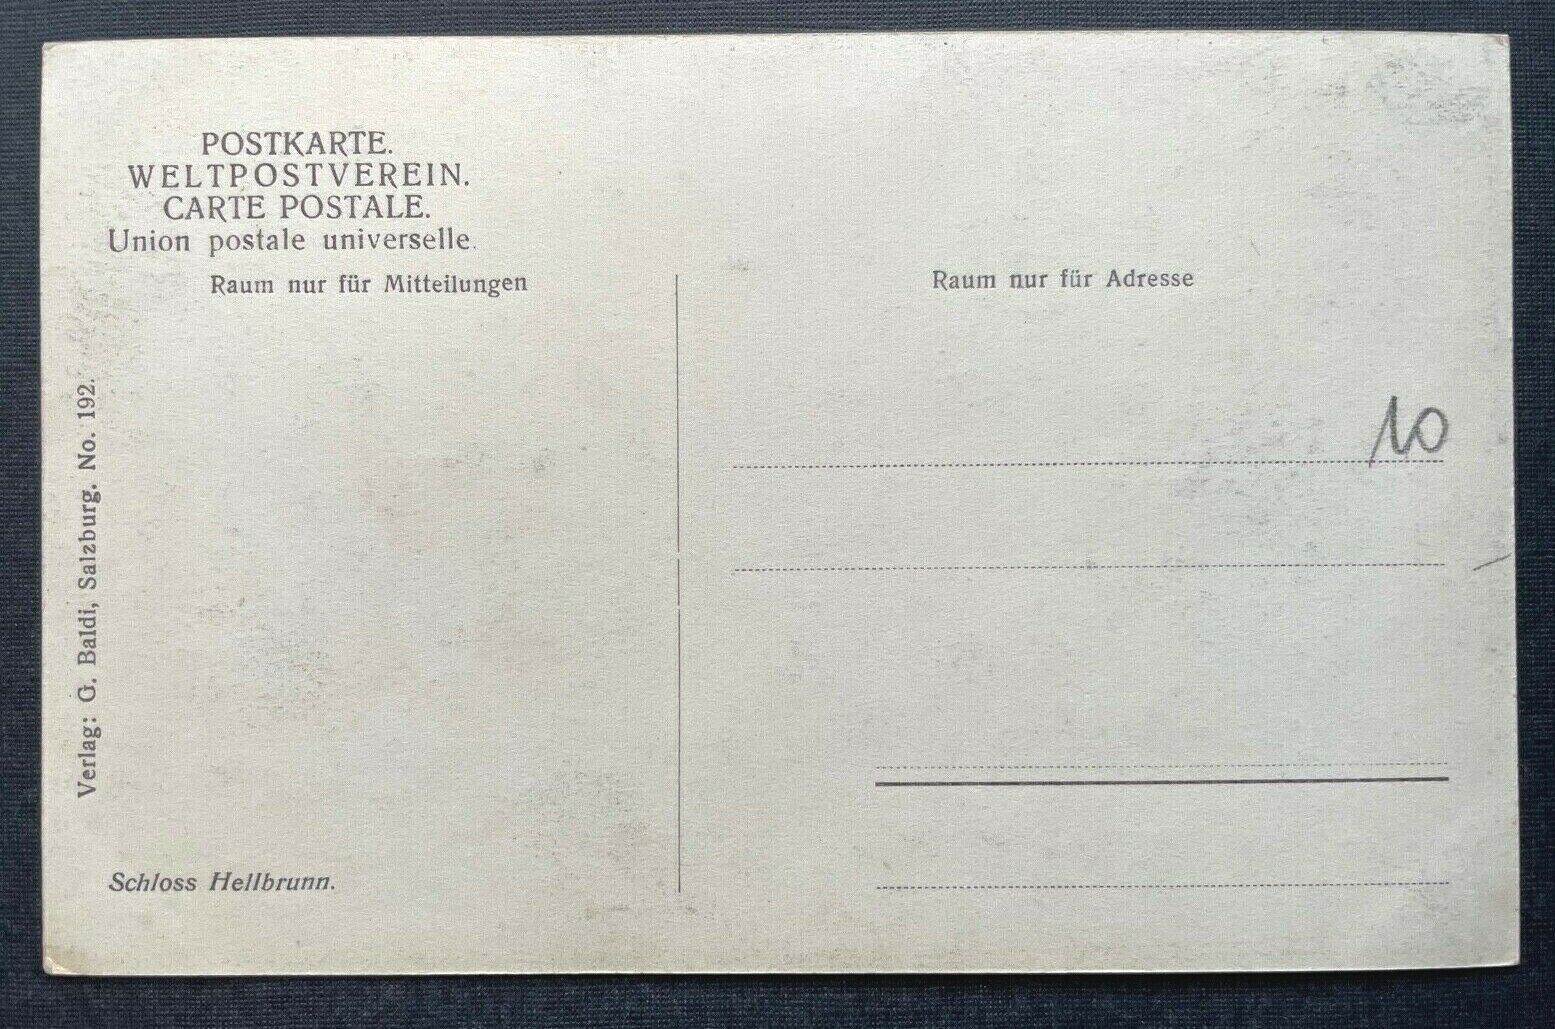 POSTKARTE.
WELTPOSTVEREIN.
CARTE POSTALE.
Union postale universelle.
Raum nur für Mitteilungen
Raum nur für Adresse
10
Verlag: G. Baldi, Salzburg. No. 192.
Schloss Hellbrunn.